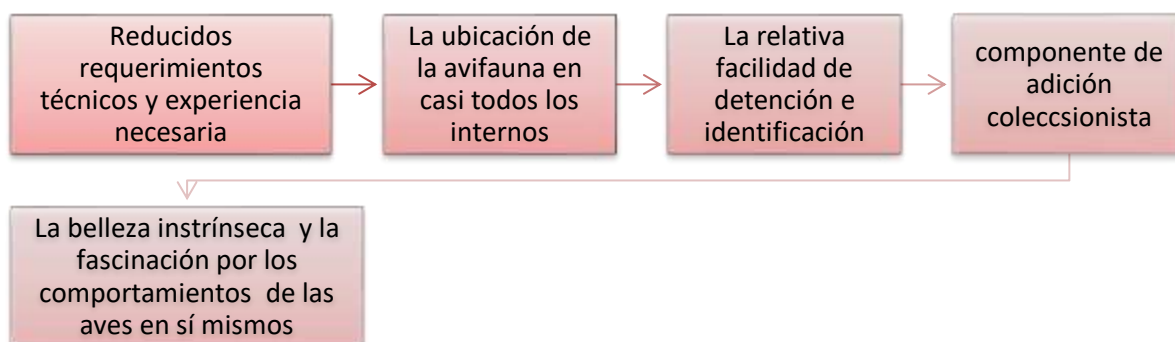 Reducidos
requerimientos
técnicos y experiencia
necesaria
La ubicación de
la avifauna en
casi todos los
internos
La relativa
facilidad de
detención e
identificación
componente de
adición
coleccsionista
La belleza instrínseca y la
fascinación por los
comportamientos de las
aves en sí mismos